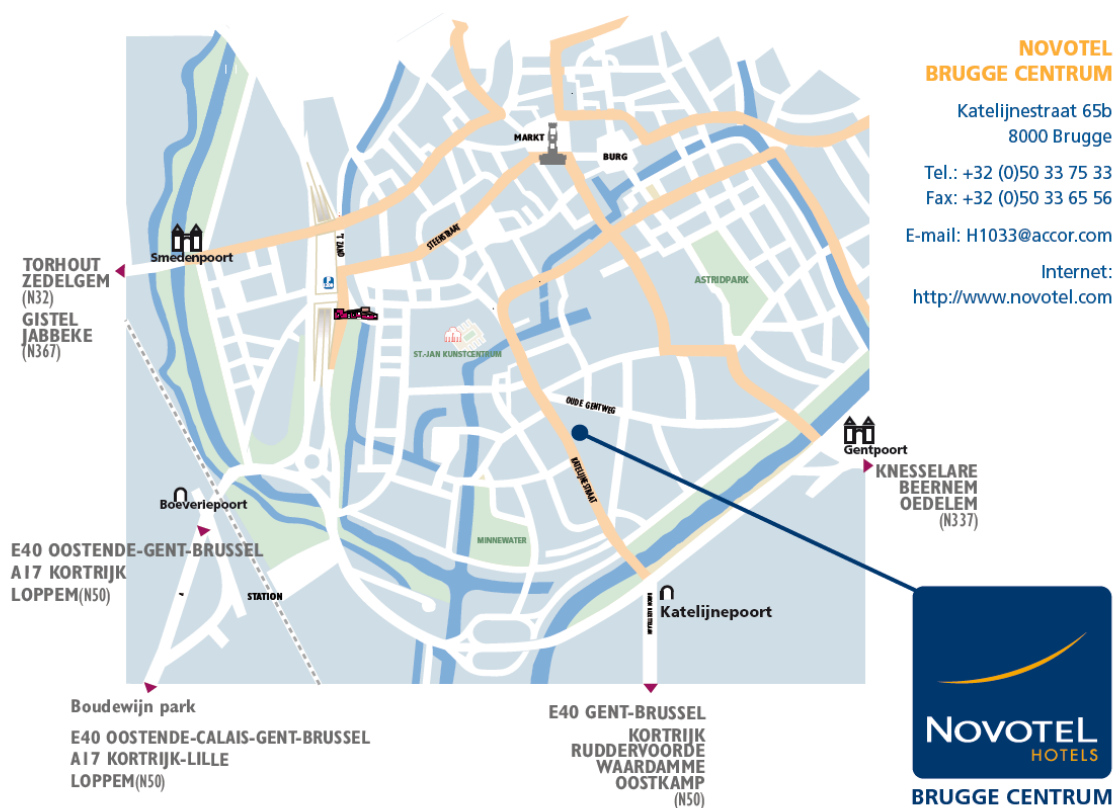 NOVOTEL
BRUGGE CENTRUM
Katelijnestraat 65b
8000 Brugge
Tel.: +32 (0)50 33 75 33
Fax: +32 (0)50 33 65 56
E-mail: H1033@accor.com
Internet:
http://www.novotel.com
MARKT
BURG
STEENSTRAAT
'T ZAND
Smedenpoort
TORHOUT
ZEDELGEM
(N32)
GISTEL
JABBEKE
(N367)
ASTRIDPARK
ST.-JAN KUNSTCENTRUM
OUDE GENTWEG
KATELIJNESTRAAT
Gentpoort
KNESSELARE
BEERNEM
OEDELEM
(N337)
Boeveriepoort
E40 OOSTENDE-GENT-BRUSSEL
A17 KORTRIJK
LOPPEM(N50)
MINNEWATER
STATION
Katelijnepoort
Boudewijn park
E40 OOSTENDE-CALAIS-GENT-BRUSSEL
A17 KORTRIJK-LILLE
LOPPEM(N50)
E40 GENT-BRUSSEL
KORTRIJK
RUDDERVOORDE
WAARDAMME
OOSTKAMP
(N50)
NOVOTEL
HOTELS
BRUGGE CENTRUM